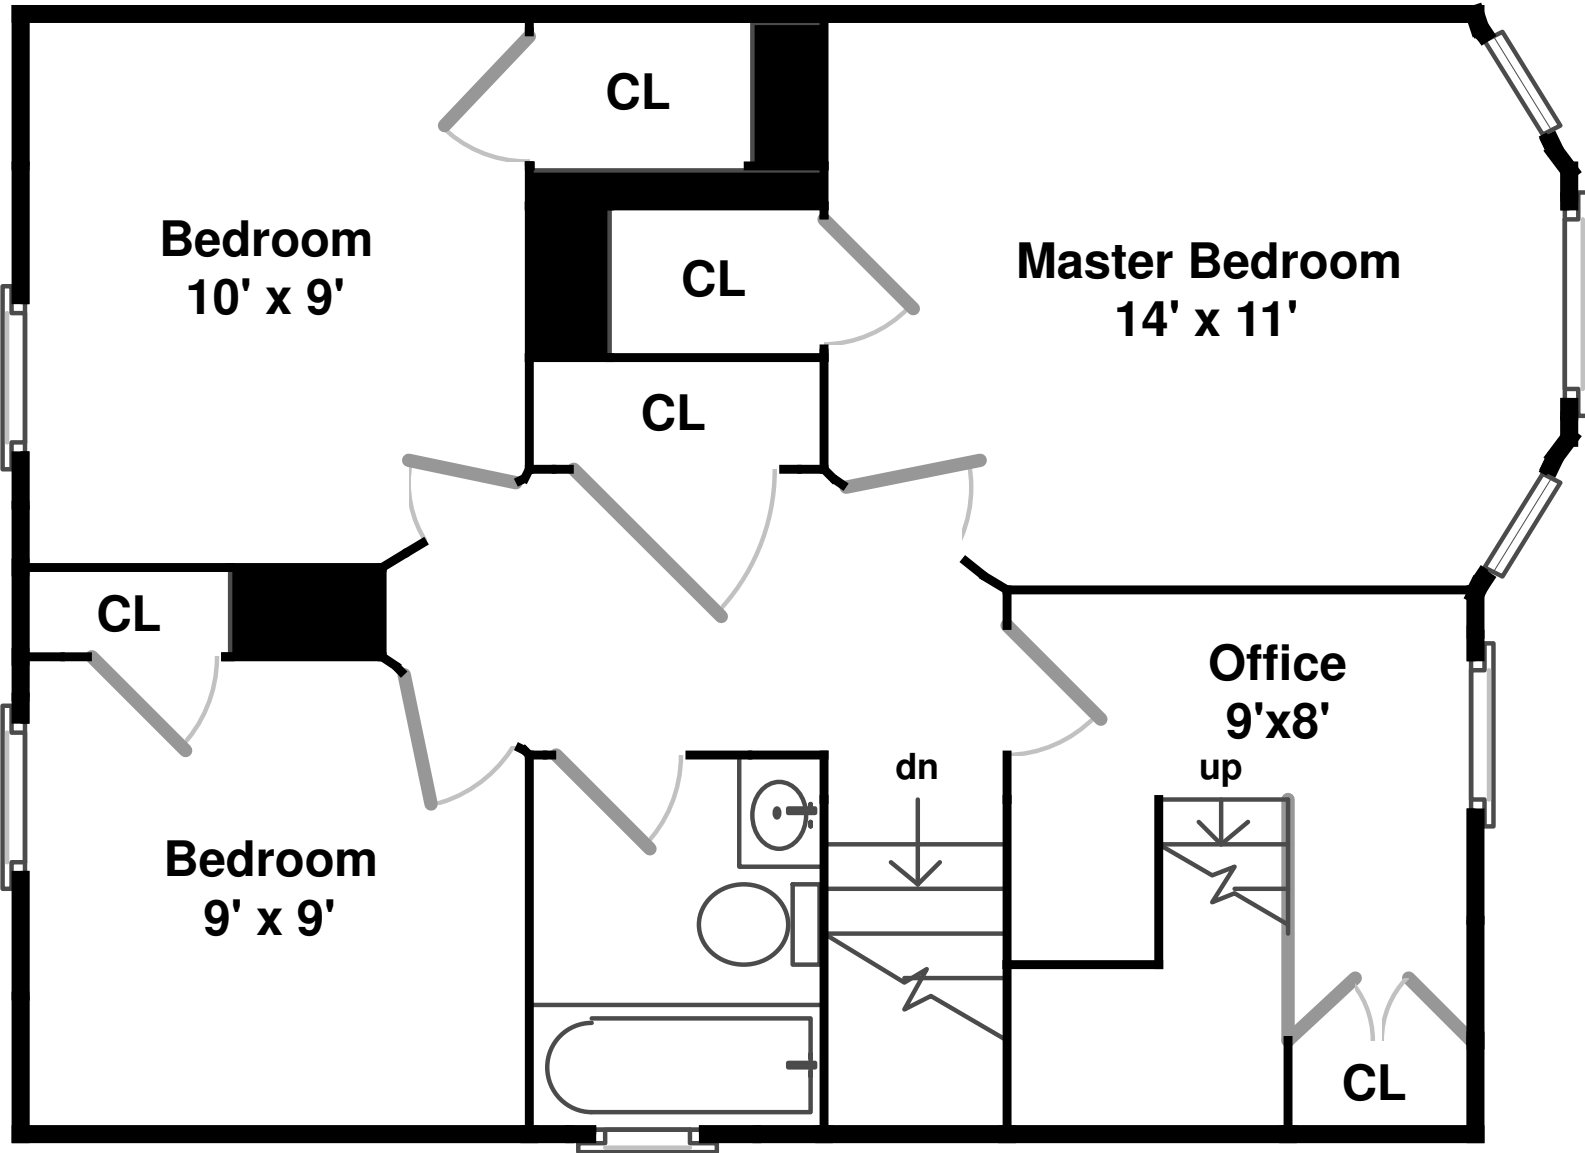 CL
Bedroom
10' x 9'
CL
Master Bedroom
14' x 11'
CL
CL
Office
9'x8'
dn
up
Bedroom
9' x 9'
CL